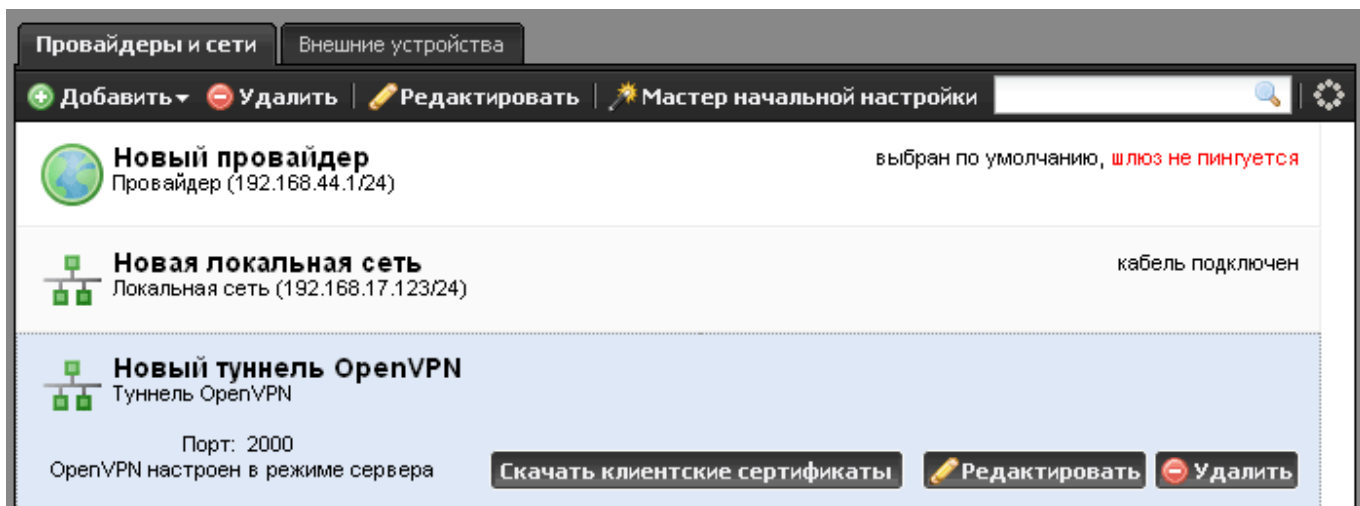 Провайдеры и сети Внешние устройства
Добавить Удалить Редактировать Мастер начальной настройки
Новый провайдер
выбран по умолчанию, шлюз не пингуется
Провайдер (192.168.44.1/24)
Новая локальная сеть
кабель подключен
Локальная сеть (192.168.17.123/24)
Новый туннель OpenVPN
Туннель OpenVPN
Порт: 2000
OpenVPN настроен в режиме сервера
Скачать клиентские сертификаты Редактировать Удалить